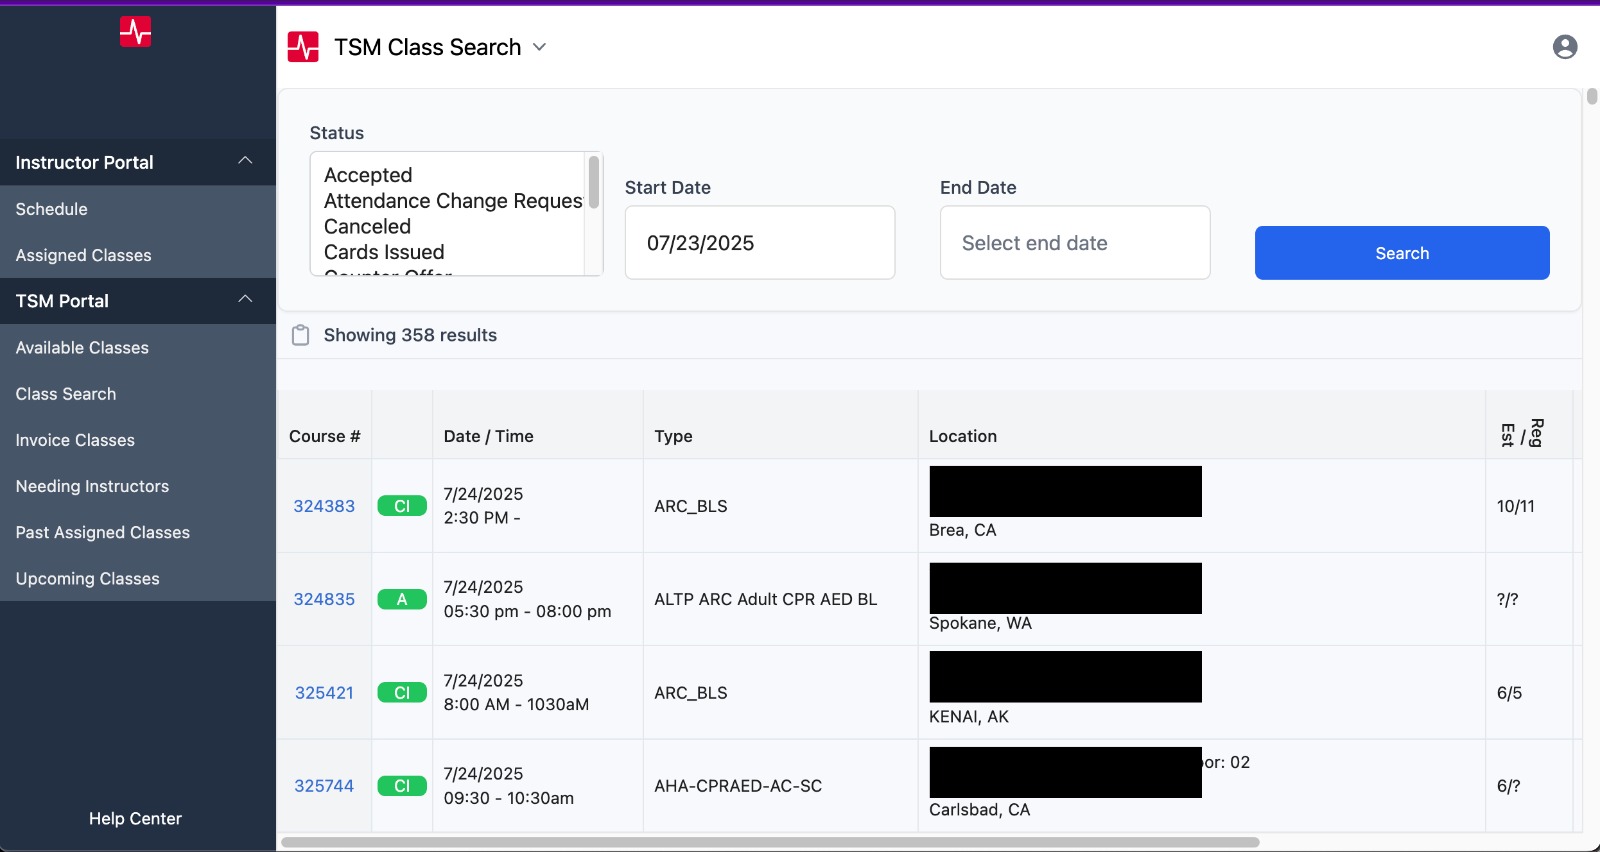 Instructor Portal
Schedule
Assigned Classes
TSM Portal
Available Classes
Class Search
Invoice Classes
Needing Instructors
Past Assigned Classes
Upcoming Classes
Help Center
TSM Class Search
Status
Accepted
Attendance Change Reques
Canceled
Cards Issued
Counter Offer
Start Date
07/23/2025
End Date
Select end date
Search
Showing 358 results
Course #
Date / Time
Type
Location
Est / Reg
324383
CI
7/24/2025
2:30 PM -
ARC_BLS
Brea, CA
10/11
324835
A
7/24/2025
05:30 pm - 08:00 pm
ALTP ARC Adult CPR AED BL
Spokane, WA
?/?
325421
CI
7/24/2025
8:00 AM - 1030aM
ARC_BLS
KENAI, AK
6/5
325744
CI
7/24/2025
09:30 - 10:30am
AHA-CPRAED-AC-SC
02
Carlsbad, CA
6/?